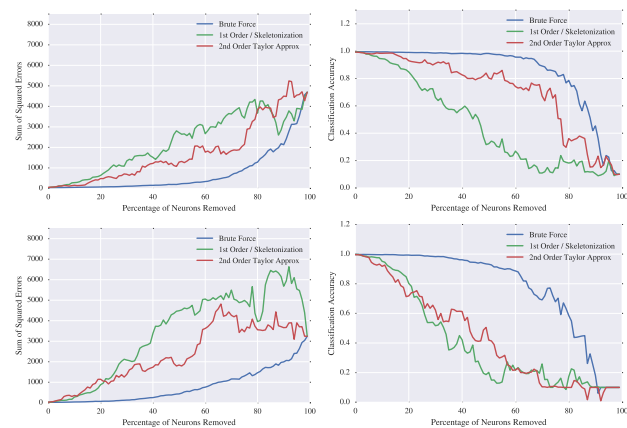 Sum of Squared Errors
8000
7000
6000
5000
4000
3000
2000
1000
0
Brute Force
1st Order / Skeletonization
2nd Order Taylor Approx
0 20 40 60 80 100
Percentage of Neurons Removed
Classification Accuracy
1.2
1.0
0.8
0.6
0.4
0.2
0.0
Brute Force
1st Order / Skeletonization
2nd Order Taylor Approx
0 20 40 60 80 100
Percentage of Neurons Removed
Sum of Squared Errors
8000
7000
6000
5000
4000
3000
2000
1000
0
Brute Force
1st Order / Skeletonization
2nd Order Taylor Approx
0 20 40 60 80 100
Percentage of Neurons Removed
Classification Accuracy
1.2
1.0
0.8
0.6
0.4
0.2
0.0
Brute Force
1st Order / Skeletonization
2nd Order Taylor Approx
0 20 40 60 80 100
Percentage of Neurons Removed